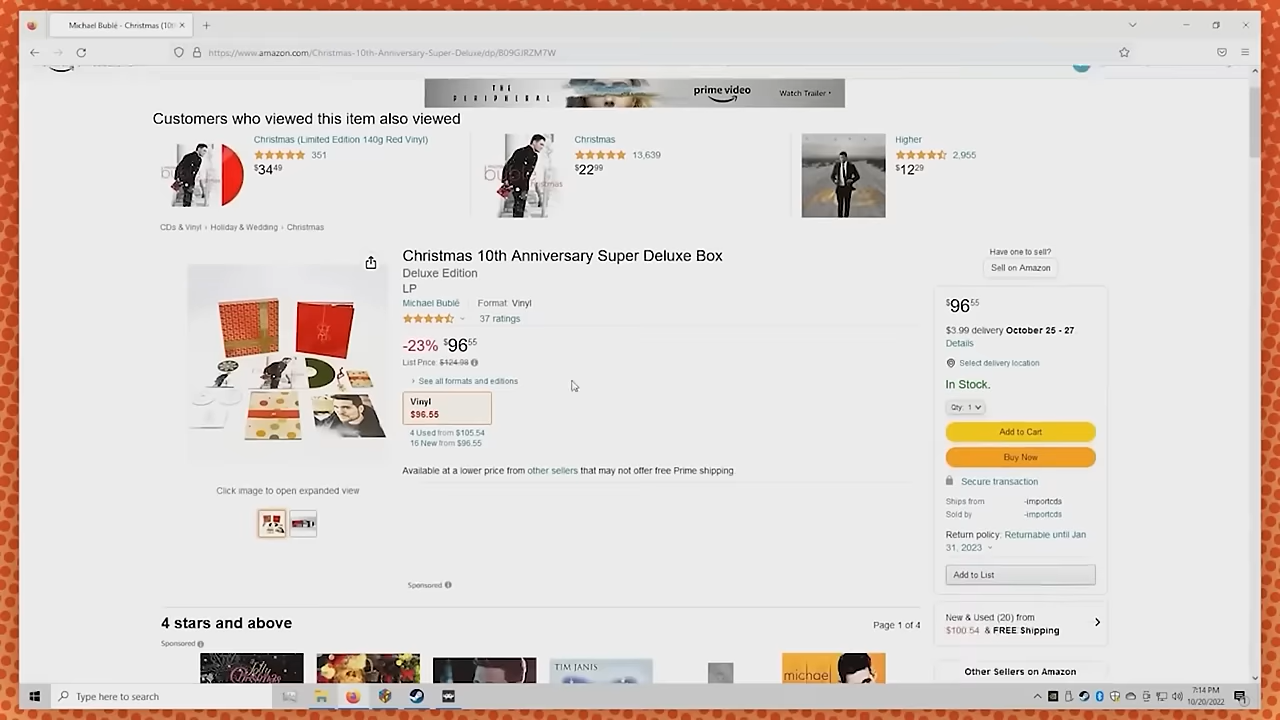 Michael Bublé - Christmas (10t
https://www.amazon.com/Christmas-10th-Anniversary-Super-Deluxe/dp/B09GJRZM7W
THE
PERIPHERAL
prime video
Watch Trailer
Customers who viewed this item also viewed
Christmas (Limited Edition 140g Red Vinyl)
351
$34.49
Christmas
13,639
$22.99
Higher
2,955
$12.29
CDs & Vinyl › Holiday & Wedding › Christmas
Christmas 10th Anniversary Super Deluxe Box
Deluxe Edition
LP
Michael Bublé Format: Vinyl
37 ratings
-23% $96.55
List Price: $124.98
› See all formats and editions
Vinyl
$96.55
4 Used from $105.54
16 New from $96.55
Available at a lower price from other sellers that may not offer free Prime shipping.
Click image to open expanded view
Sponsored
Have one to sell?
Sell on Amazon
$96.55
$3.99 delivery October 25 - 27
Details
Select delivery location
In Stock.
Qty: 1
Add to Cart
Buy Now
Secure transaction
Ships from -importcds
Sold by -importcds
Return policy: Returnable until Jan
31, 2023
Add to List
New & Used (20) from
$100.54 & FREE Shipping
Other Sellers on Amazon
4 stars and above
Page 1 of 4
Sponsored
TIM JANIS
michael
Type here to search
7:14 PM
10/20/2022